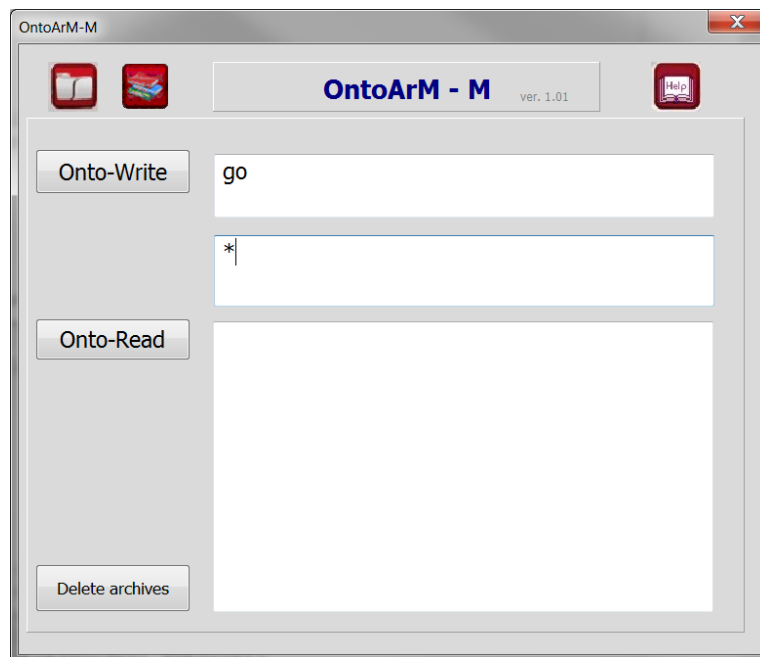 OntoArM-M
X
OntoArM - M ver. 1.01
Help
Onto-Write
go
*
Onto-Read
Delete archives